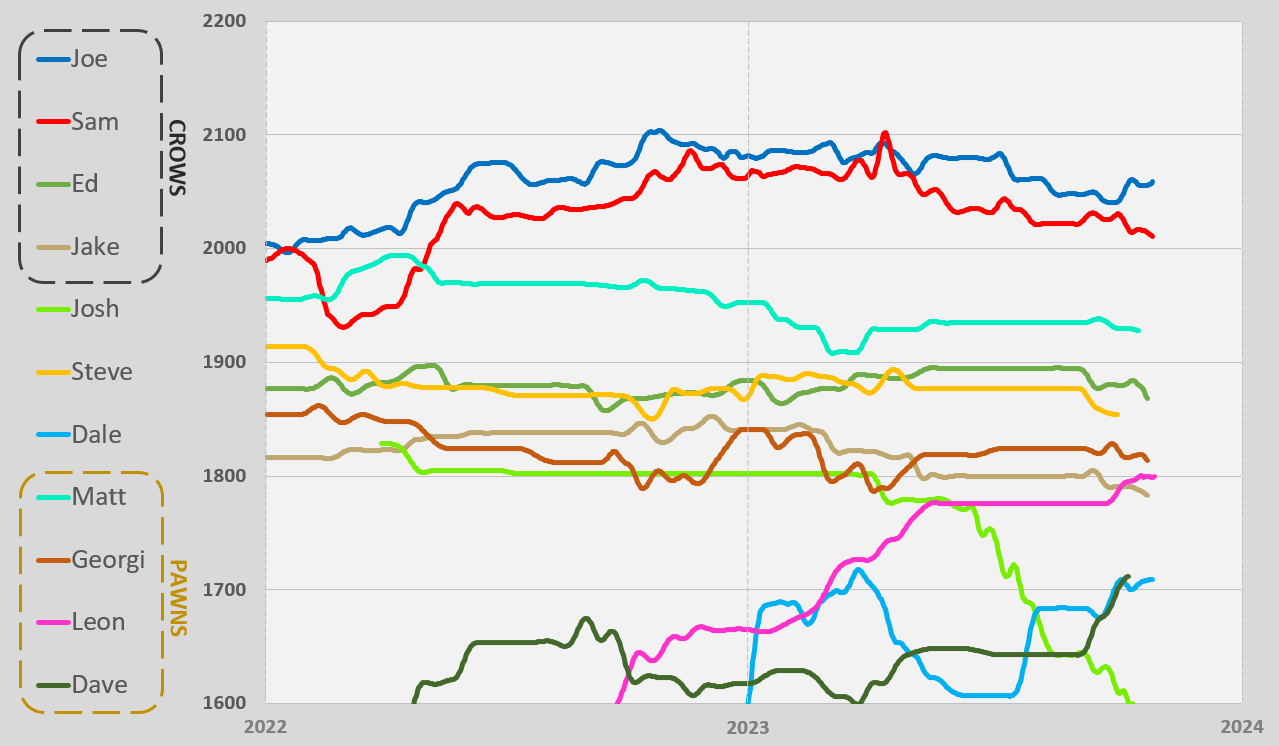 2200
2100
2000
1900
1800
1700
1600
2022
2023
2024
Joe
Sam
Ed
Jake
CROWS
Josh
Steve
Dale
Matt
Georgi
Leon
Dave
PAWNS